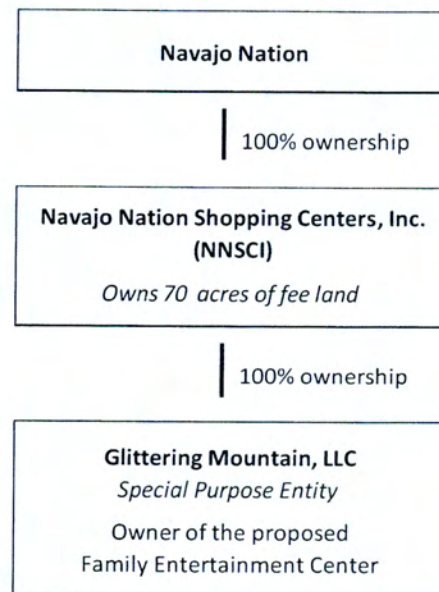 Navajo Nation
100% ownership
Navajo Nation Shopping Centers, Inc.
(NNSCI)
Owns 70 acres of fee land
100% ownership
Glittering Mountain, LLC
Special Purpose Entity
Owner of the proposed
Family Entertainment Center